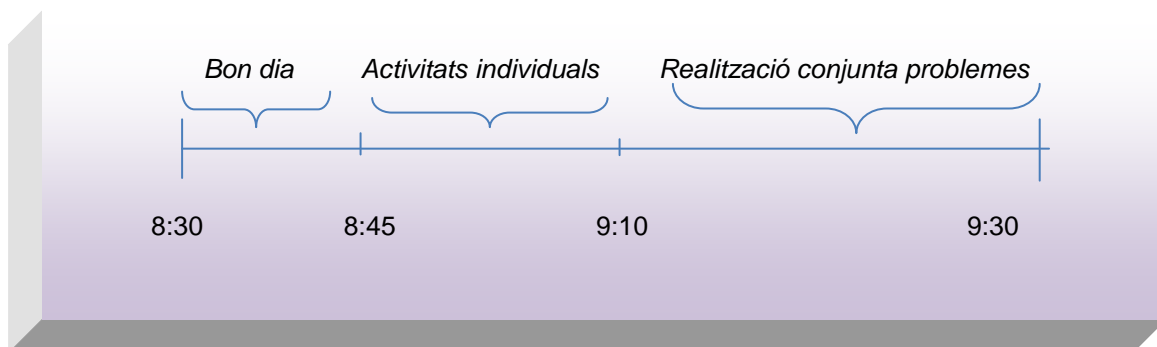 Bon dia Activitats individuals Realització conjunta problemes
8:30 8:45 9:10 9:30